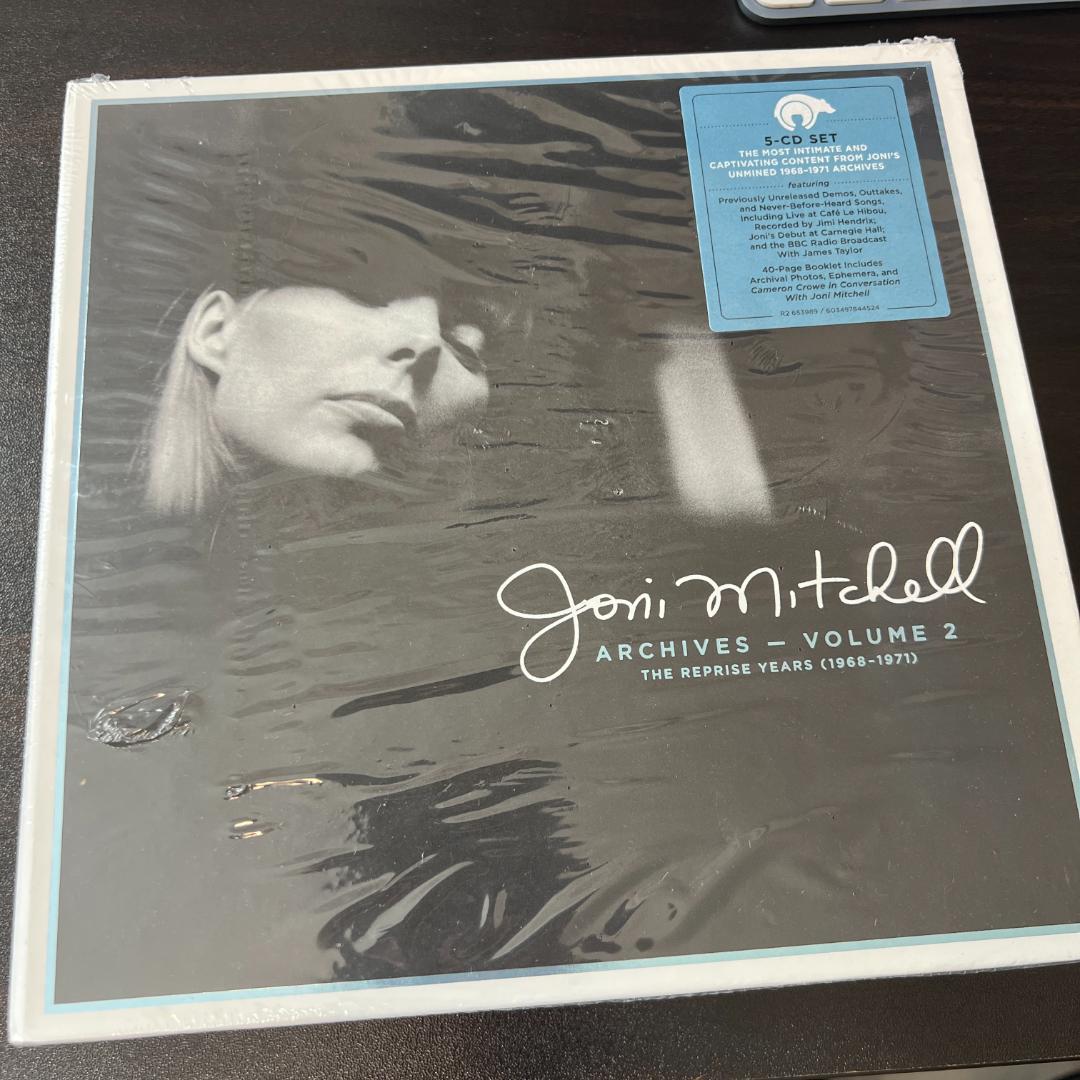 5-CD SET
THE MOST INTIMATE AND
CAPTIVATING CONTENT FROM JONI'S
UNMINED 1968-1971 ARCHIVES
featuring
Previously Unreleased Demos, Outtakes,
and Never-Before-Heard Songs,
Including Live at Café Le Hibou,
Recorded by Jimi Hendrix;
Joni's Debut at Carnegie Hall;
and the BBC Radio Broadcast
With James Taylor
40-Page Booklet Includes
Archival Photos, Ephemera, and
Cameron Crowe in Conversation
With Joni Mitchell
R2 653989 / 603497844524
Joni Mitchell
ARCHIVES – VOLUME 2
THE REPRISE YEARS (1968-1971)